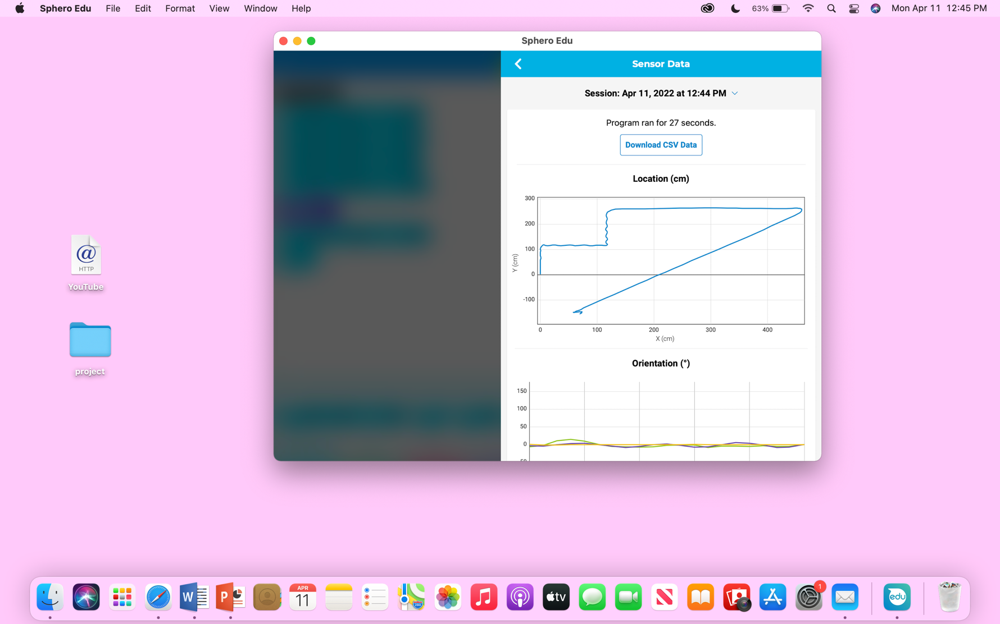 Sphero Edu File Edit Format View Window Help 63% Mon Apr 11 12:45 PM
Sphero Edu
Sensor Data
Session: Apr 11, 2022 at 12:44 PM
Program ran for 27 seconds.
Download CSV Data
Location (cm)
300
200
100
0
-100
Y (cm)
0 100 200 300 400
X (cm)
Orientation (°)
150
100
50
0
@
HTTP
YouTube
project
W
P
APR
11
280
tv
1
edu